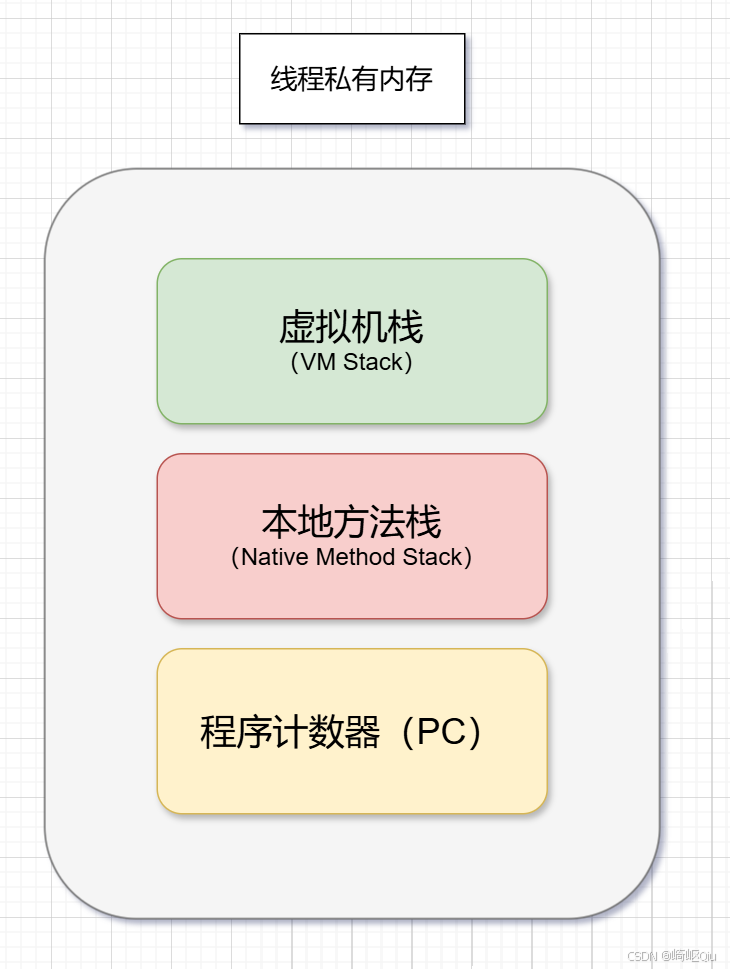 线程私有内存
虚拟机栈
（VM Stack）
本地方法栈
（Native Method Stack）
程序计数器（PC）
CSDN @崎岖Qiu